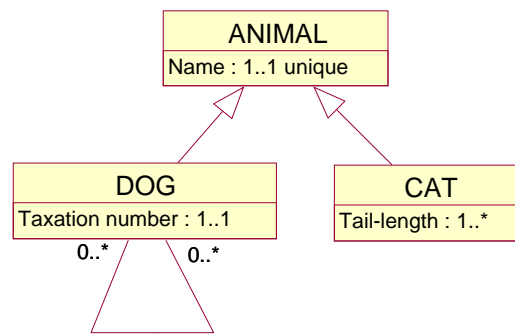 ANIMAL
Name : 1..1 unique
DOG
Taxation number : 1..1
CAT
Tail-length : 1..*
0..*
0..*